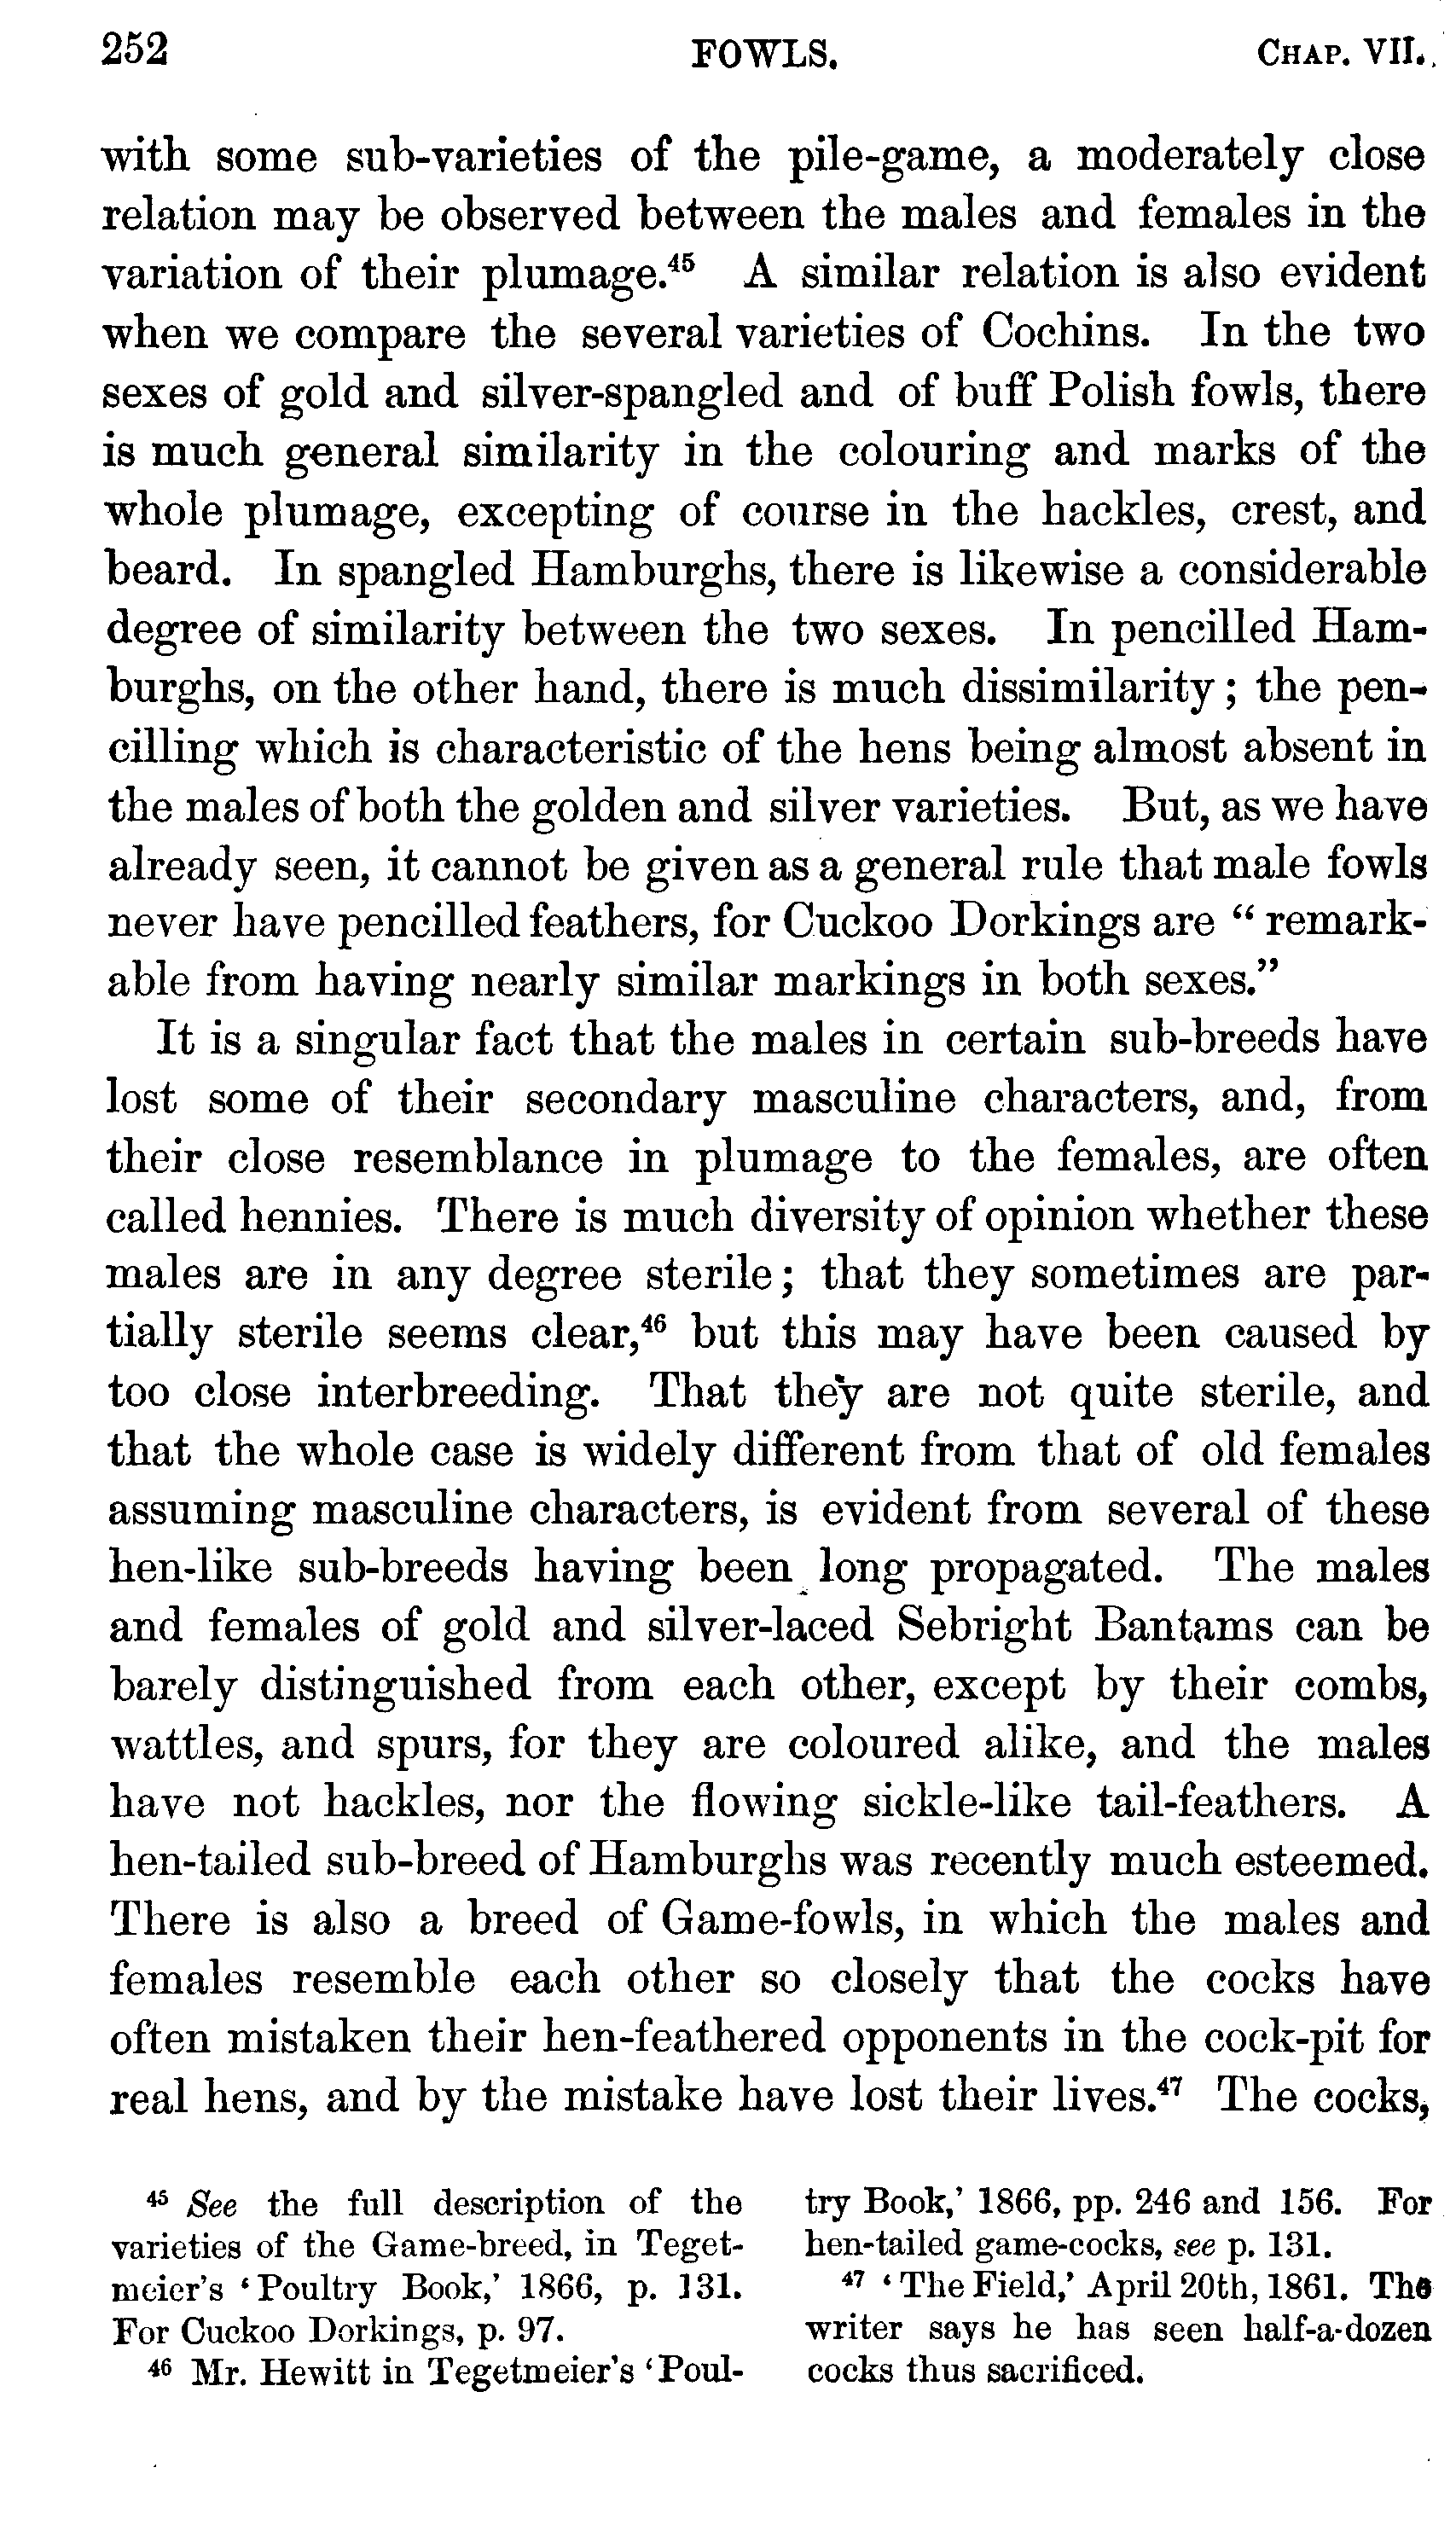 252 FOWLS. CHAP. VII.
with some sub-varieties of the pile-game, a moderately close
relation may be observed between the males and females in the
variation of their plumage.⁴⁵ A similar relation is also evident
when we compare the several varieties of Cochins. In the two
sexes of gold and silver-spangled and of buff Polish fowls, there
is much general similarity in the colouring and marks of the
whole plumage, excepting of course in the hackles, crest, and
beard. In spangled Hamburghs, there is likewise a considerable
degree of similarity between the two sexes. In pencilled Ham-
burghs, on the other hand, there is much dissimilarity; the pen-
cilling which is characteristic of the hens being almost absent in
the males of both the golden and silver varieties. But, as we have
already seen, it cannot be given as a general rule that male fowls
never have pencilled feathers, for Cuckoo Dorkings are “remark-
able from having nearly similar markings in both sexes.”
It is a singular fact that the males in certain sub-breeds have
lost some of their secondary masculine characters, and, from
their close resemblance in plumage to the females, are often
called hennies. There is much diversity of opinion whether these
males are in any degree sterile; that they sometimes are par-
tially sterile seems clear,⁴⁶ but this may have been caused by
too close interbreeding. That they are not quite sterile, and
that the whole case is widely different from that of old females
assuming masculine characters, is evident from several of these
hen-like sub-breeds having been long propagated. The males
and females of gold and silver-laced Sebright Bantams can be
barely distinguished from each other, except by their combs,
wattles, and spurs, for they are coloured alike, and the males
have not hackles, nor the flowing sickle-like tail-feathers. A
hen-tailed sub-breed of Hamburghs was recently much esteemed.
There is also a breed of Game-fowls, in which the males and
females resemble each other so closely that the cocks have
often mistaken their hen-feathered opponents in the cock-pit for
real hens, and by the mistake have lost their lives.⁴⁷ The cocks,
⁴⁵ See the full description of the
varieties of the Game-breed, in Teget-
meier's ‘Poultry Book,’ 1866, p. 131.
For Cuckoo Dorkings, p. 97.
⁴⁶ Mr. Hewitt in Tegetmeier's ‘Poul-
try Book,’ 1866, pp. 246 and 156. For
hen-tailed game-cocks, see p. 131.
⁴⁷ ‘The Field,’ April 20th, 1861. The
writer says he has seen half-a-dozen
cocks thus sacrificed.